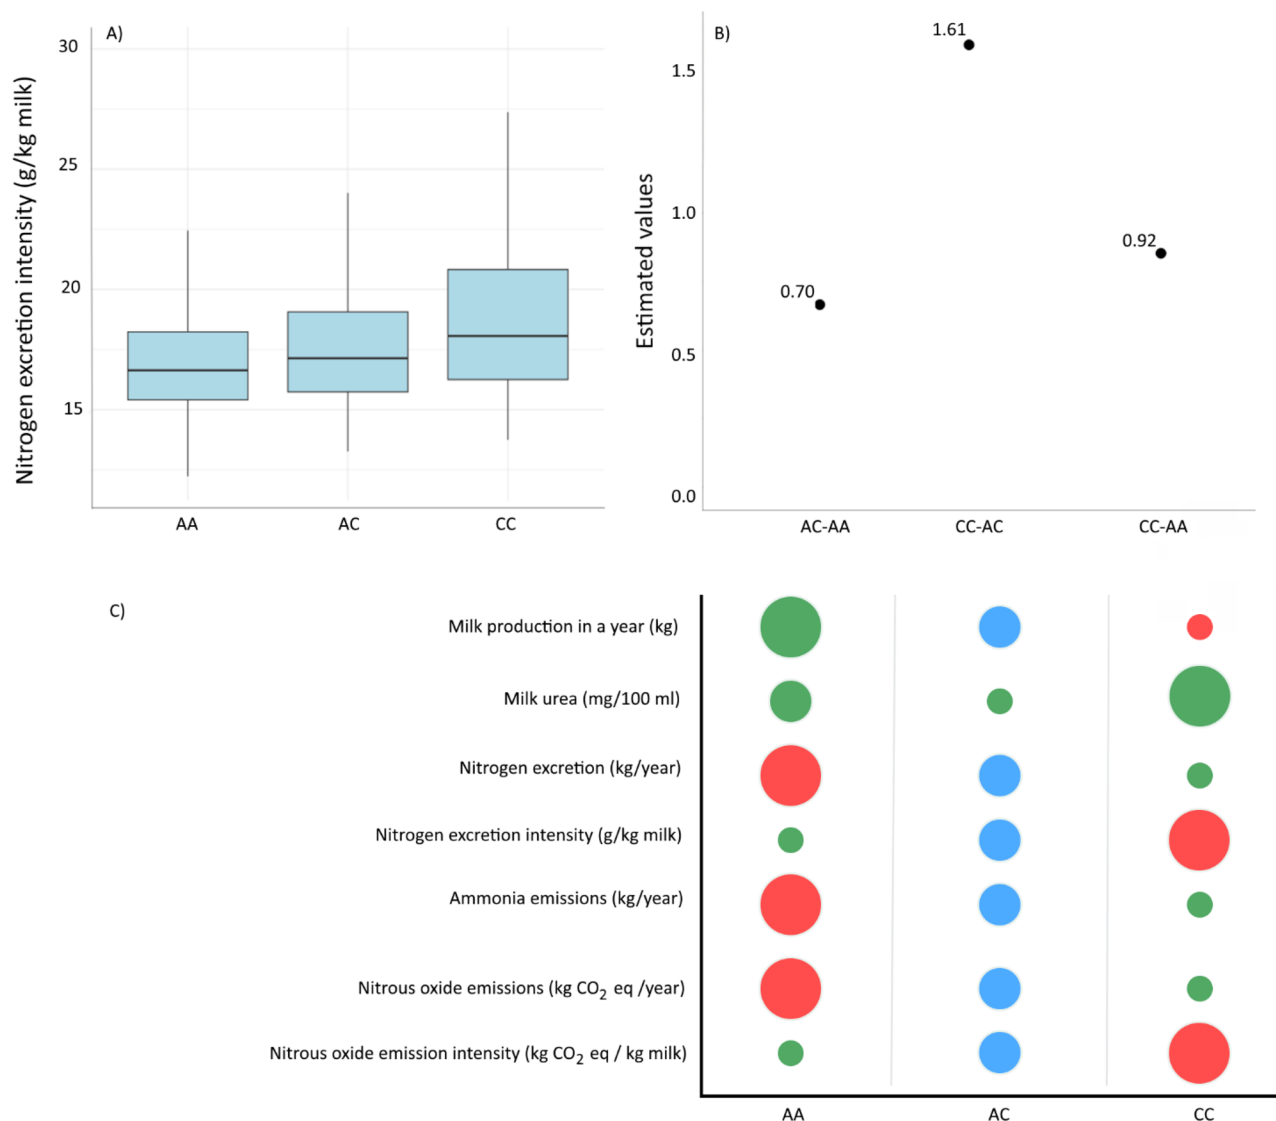 A)
Nitrogen excretion intensity (g/kg milk)
30
25
20
15
AA
AC
CC
B)
Estimated values
1.5
1.0
0.5
0.0
0.70
1.61
0.92
AC-AA
CC-AC
CC-AA
C)
Milk production in a year (kg)
Milk urea (mg/100 ml)
Nitrogen excretion (kg/year)
Nitrogen excretion intensity (g/kg milk)
Ammonia emissions (kg/year)
Nitrous oxide emissions (kg CO₂ eq /year)
Nitrous oxide emission intensity (kg CO₂ eq / kg milk)
AA
AC
CC